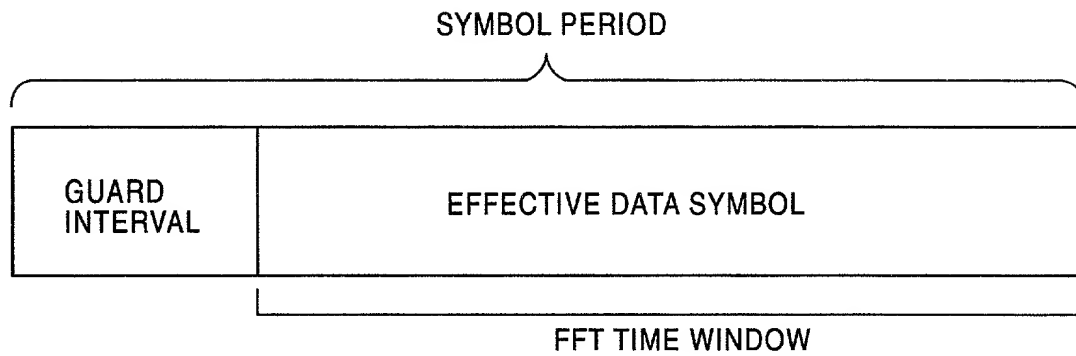 SYMBOL PERIOD
GUARD
INTERVAL
EFFECTIVE DATA SYMBOL
FFT TIME WINDOW